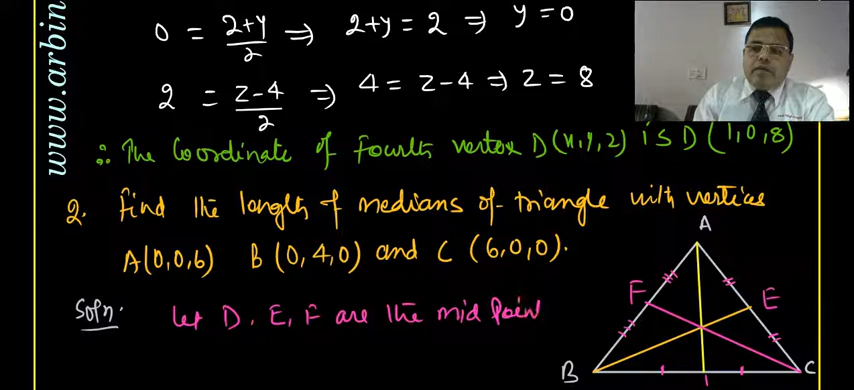 www.arbin
0 = (2+y)/2 ⟹ 2+y = 2 ⟹ y = 0
2 = (z-4)/2 ⟹ 4 = z-4 ⟹ z = 8
∴ The Coordinate of fourth vertex D(x,y,z) is D (1,0,8)
2. Find the length of medians of triangle with vertices
A(0,0,6) B (0,4,0) and C (6,0,0).
Solⁿ. Let D, E, F are the mid Point
A
F
E
B
C